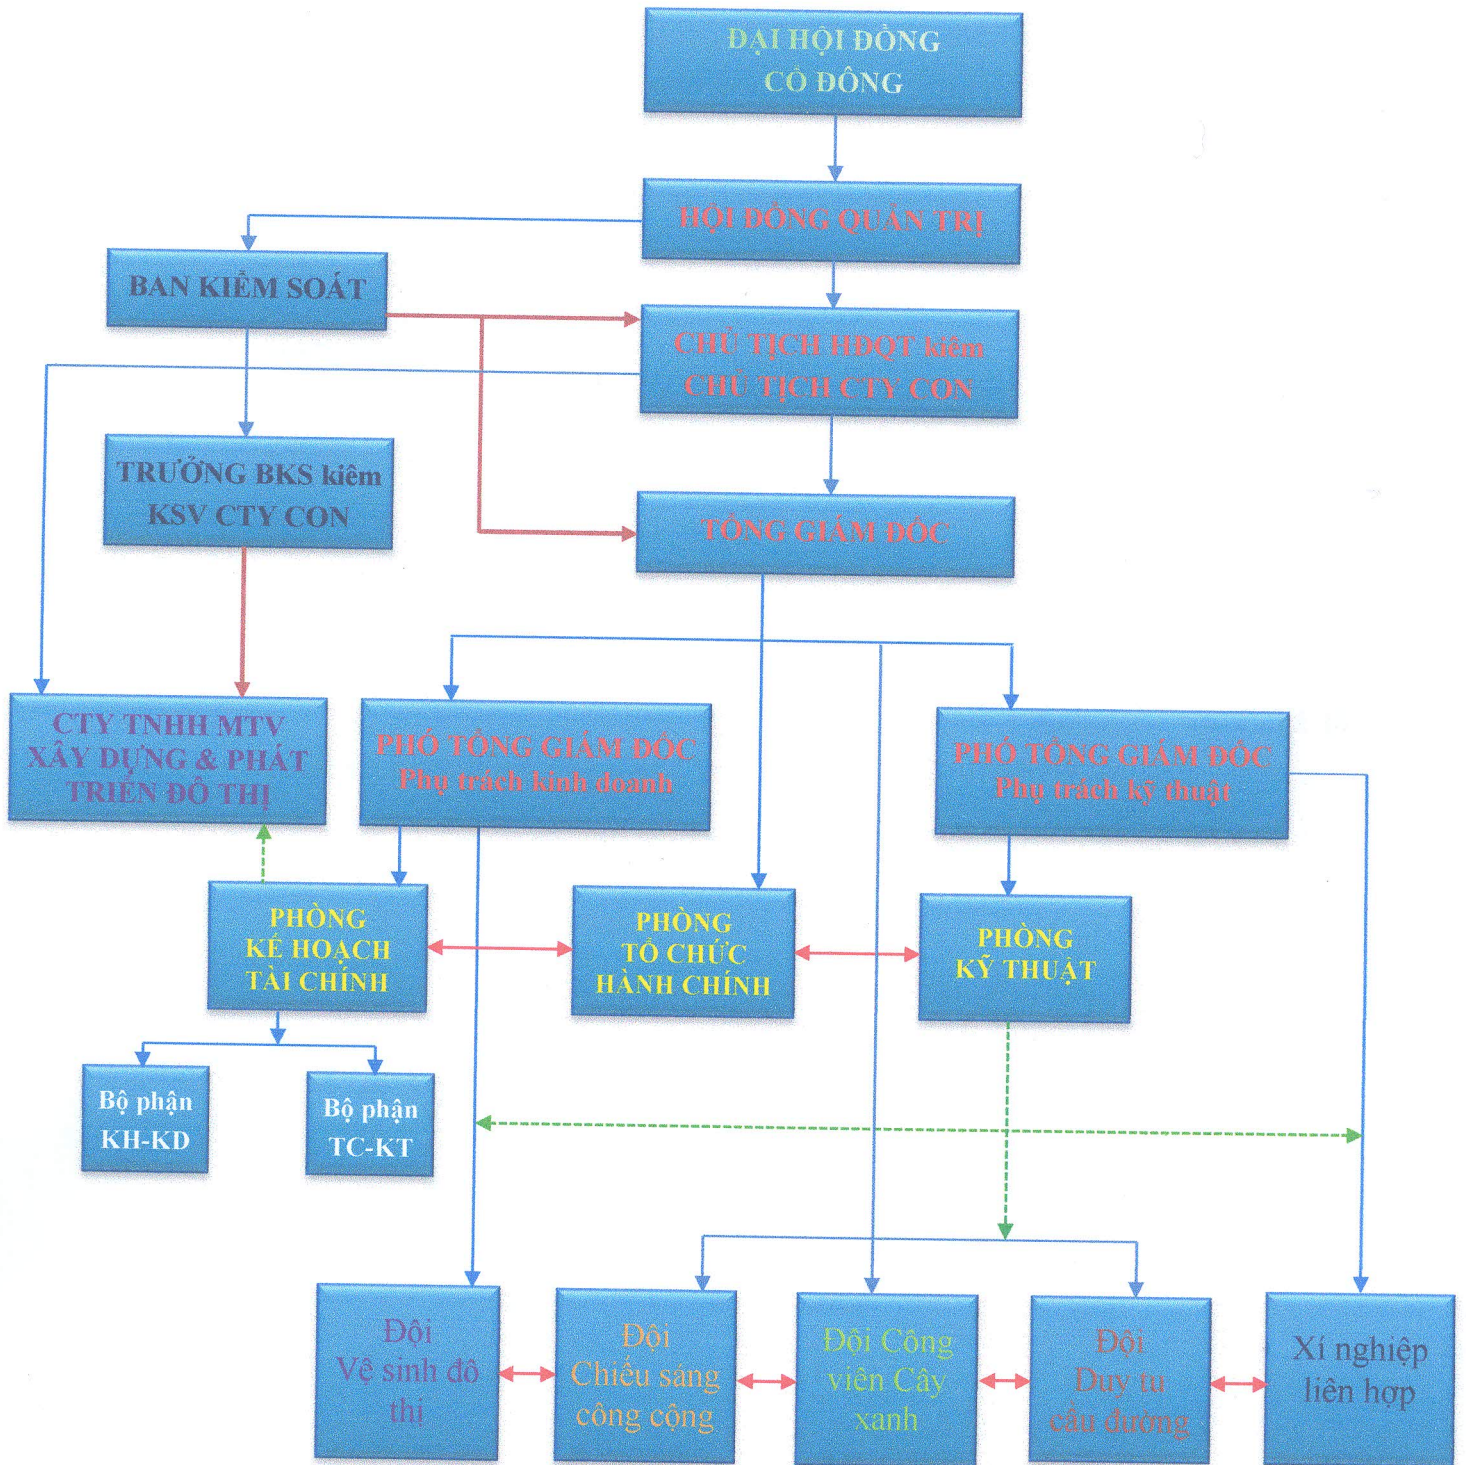 ĐẠI HỘI ĐỒNG
CỔ ĐÔNG
HỘI ĐỒNG QUẢN TRỊ
BAN KIỂM SOÁT
CHỦ TỊCH HĐQT kiêm
CHỦ TỊCH CTY CON
TRƯỞNG BKS kiêm
KSV CTY CON
TỔNG GIÁM ĐỐC
CTY TNHH MTV
XÂY DỰNG & PHÁT
TRIỂN ĐÔ THỊ
PHÓ TỔNG GIÁM ĐỐC
Phụ trách kinh doanh
PHÓ TỔNG GIÁM ĐỐC
Phụ trách kỹ thuật
PHÒNG
KẾ HOẠCH
TÀI CHÍNH
PHÒNG
TỔ CHỨC
HÀNH CHÍNH
PHÒNG
KỸ THUẬT
Bộ phận
KH-KD
Bộ phận
TC-KT
Đội
Vệ sinh đô
thị
Đội
Chiếu sáng
công cộng
Đội Công
viên Cây
xanh
Đội
Duy tu
cầu đường
Xí nghiệp
liên hợp